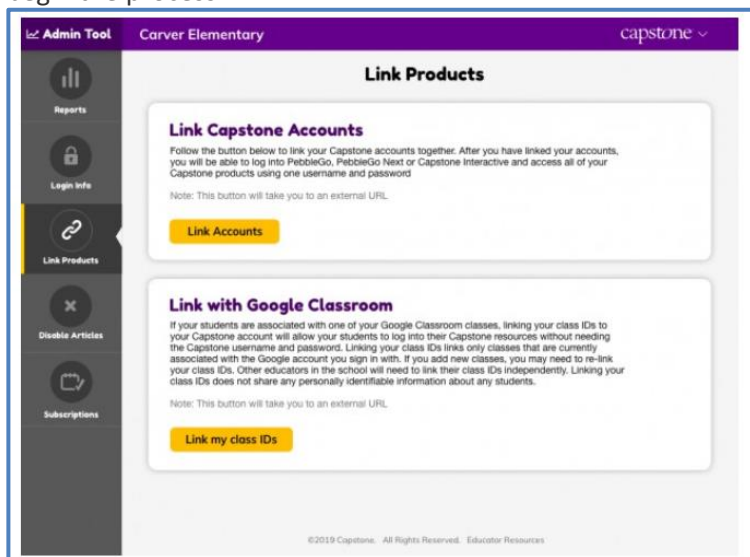 Admin Tool
Carver Elementary
capstone
Reports
Login Info
Link Products
Disable Articles
Subscriptions
Link Products
Link Capstone Accounts
Follow the button below to link your Capstone accounts together. After you have linked your accounts,
you will be able to log into PebbleGo, PebbleGo Next or Capstone Interactive and access all of your
Capstone products using one username and password
Note: This button will take you to an external URL
Link Accounts
Link with Google Classroom
If your students are associated with one of your Google Classroom classes, linking your class IDs to
your Capstone account will allow your students to log into their Capstone resources without needing
the Capstone username and password. Linking your class IDs links only classes that are currently
associated with the Google account you sign in with. If you add new classes, you may need to re-link
your class IDs. Other educators in the school will need to link their class IDs independently. Linking your
class IDs does not share any personally identifiable information about any students.
Note: This button will take you to an external URL
Link my class IDs
©2019 Capstone. All Rights Reserved. Educator Resources